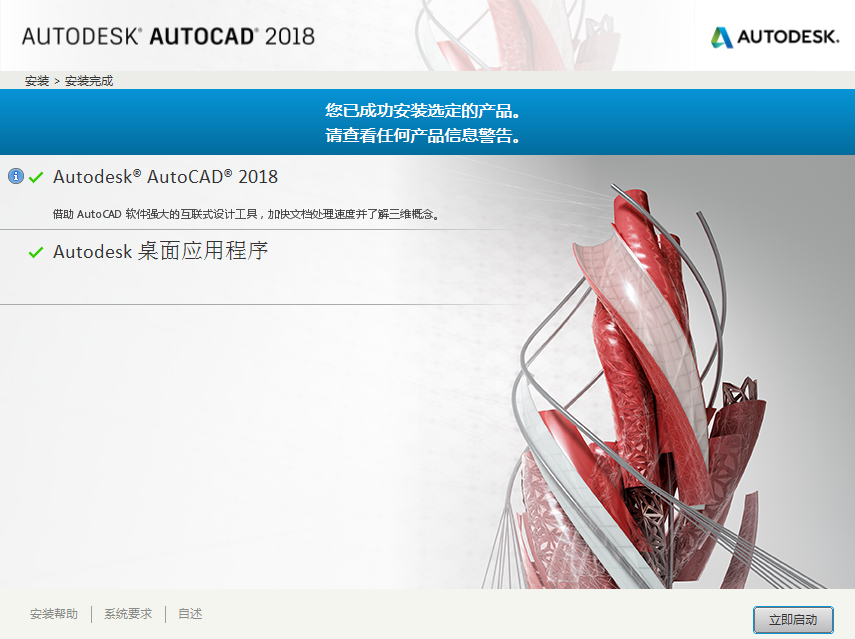 AUTODESK® AUTOCAD® 2018
AUTODESK.
安装 > 安装完成
您已成功安装选定的产品。
请查看任何产品信息警告。
Autodesk® AutoCAD® 2018
借助 AutoCAD 软件强大的互联式设计工具，加快文档处理速度并了解三维概念。
Autodesk 桌面应用程序
安装帮助 | 系统要求 | 自述
立即启动